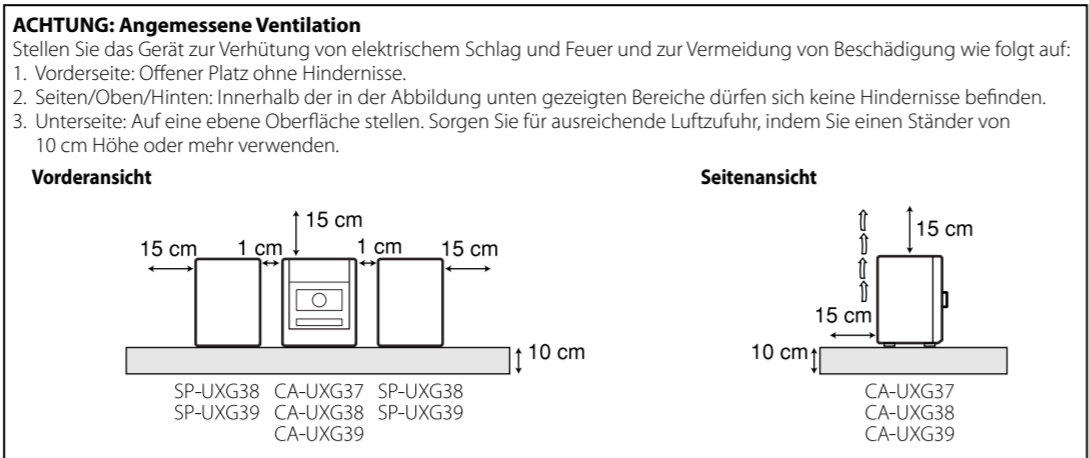 ACHTUNG: Angemessene Ventilation
Stellen Sie das Gerät zur Verhütung von elektrischem Schlag und Feuer und zur Vermeidung von Beschädigung wie folgt auf:
1. Vorderseite: Offener Platz ohne Hindernisse.
2. Seiten/Oben/Hinten: Innerhalb der in der Abbildung unten gezeigten Bereiche dürfen sich keine Hindernisse befinden.
3. Unterseite: Auf eine ebene Oberfläche stellen. Sorgen Sie für ausreichende Luftzufuhr, indem Sie einen Ständer von
10 cm Höhe oder mehr verwenden.
Vorderansicht
15 cm
15 cm 1 cm 1 cm 15 cm
10 cm
SP-UXG38 CA-UXG37 SP-UXG38
SP-UXG39 CA-UXG38 SP-UXG39
CA-UXG39
Seitenansicht
15 cm
15 cm
10 cm
CA-UXG37
CA-UXG38
CA-UXG39